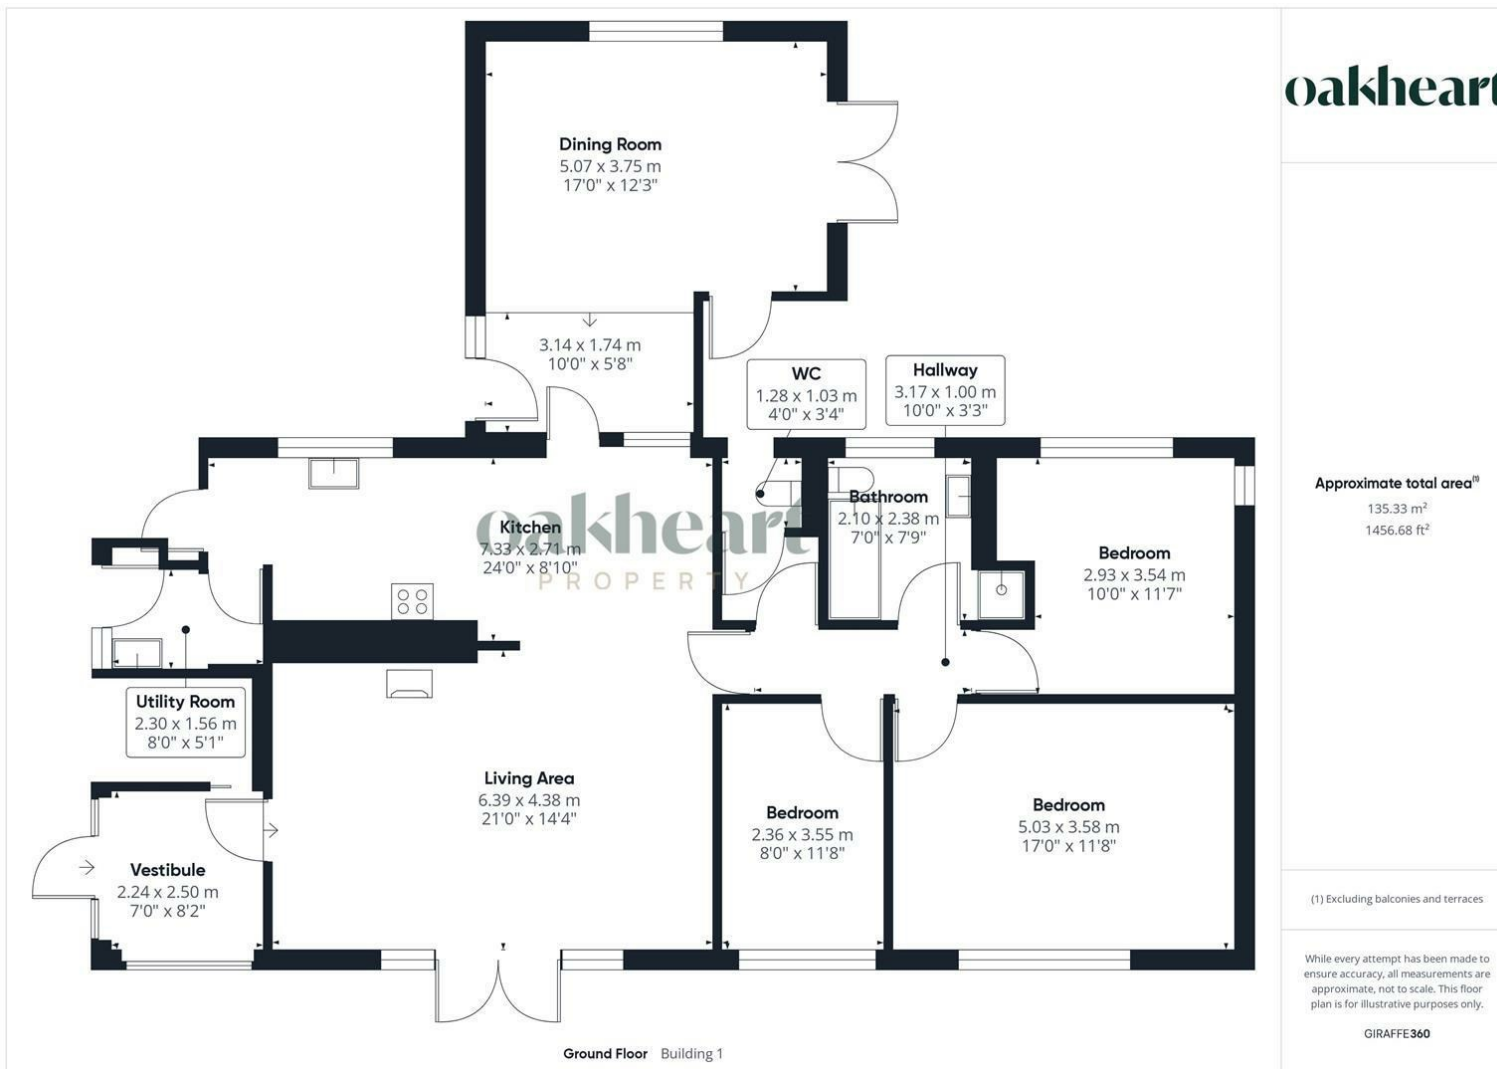 oakheart
Dining Room
5.07 x 3.75 m
17'0" x 12'3"
3.14 x 1.74 m
10'0" x 5'8"
WC
1.28 x 1.03 m
4'0" x 3'4"
Hallway
3.17 x 1.00 m
10'0" x 3'3"
Kitchen
7.33 x 2.71 m
24'0" x 8'10"
oakheart
PROPERTY
Bathroom
2.10 x 2.38 m
7'0" x 7'9"
Bedroom
2.93 x 3.54 m
10'0" x 11'7"
Utility Room
2.30 x 1.56 m
8'0" x 5'1"
Living Area
6.39 x 4.38 m
21'0" x 14'4"
Bedroom
2.36 x 3.55 m
8'0" x 11'8"
Bedroom
5.03 x 3.58 m
17'0" x 11'8"
Vestibule
2.24 x 2.50 m
7'0" x 8'2"
Ground Floor Building 1
Approximate total area(1)
135.33 m²
1456.68 ft²
(1) Excluding balconies and terraces
While every attempt has been made to
ensure accuracy, all measurements are
approximate, not to scale. This floor
plan is for illustrative purposes only.
GIRAFFE360